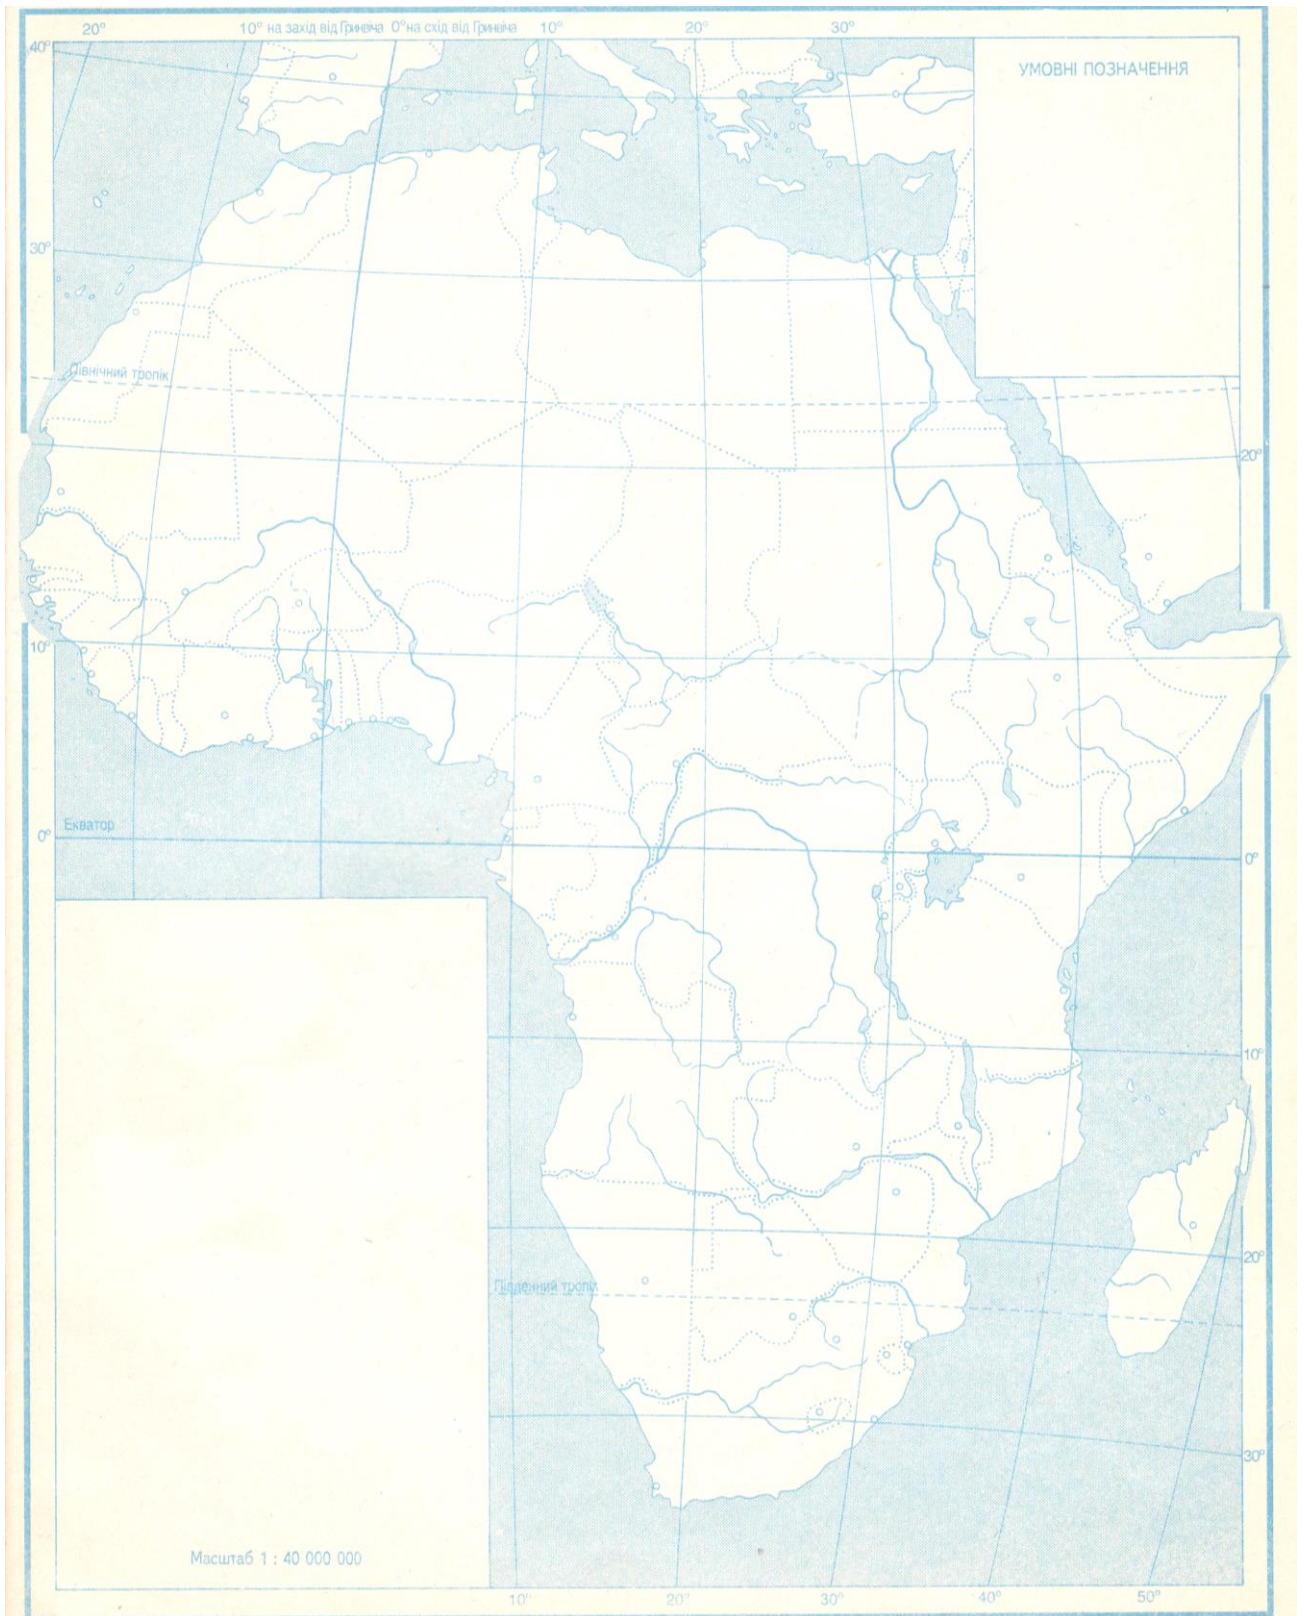 20° 10° на захід від Гринвіча 0° на схід від Гринвіча 10° 20° 30°
40°
УМОВНІ ПОЗНАЧЕННЯ
30°
Північний тропік
20°
10°
Екватор
0°
0°
10°
20°
Південний тропік
30°
Масштаб 1 : 40 000 000
10° 20° 30° 40° 50°